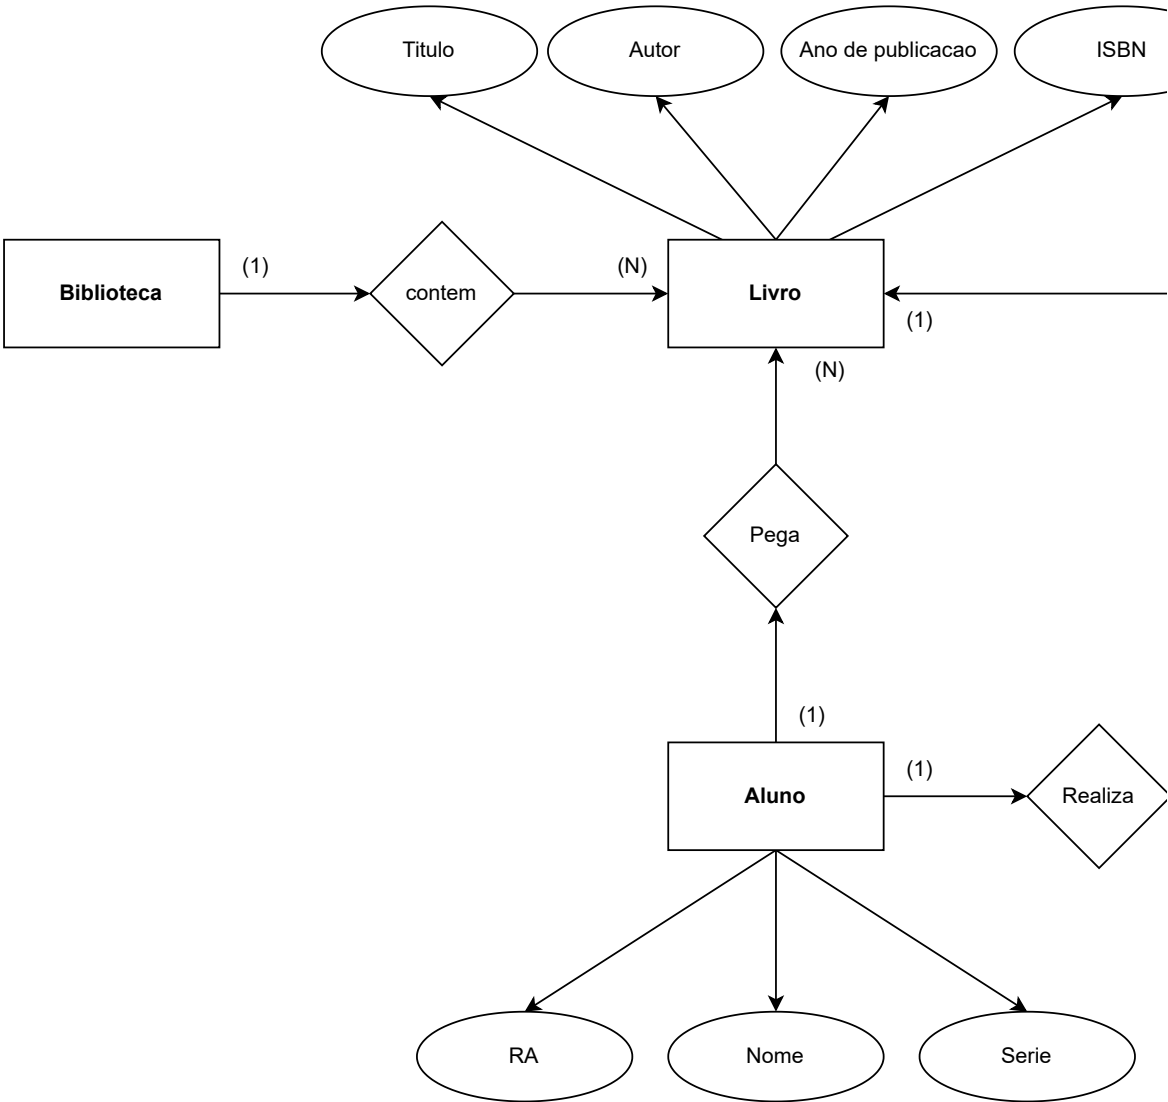 Titulo
Autor
Ano de publicacao
ISBN
Biblioteca
(1)
contem
(N)
Livro
(1)
(N)
Pega
(1)
Aluno
(1)
Realiza
RA
Nome
Serie